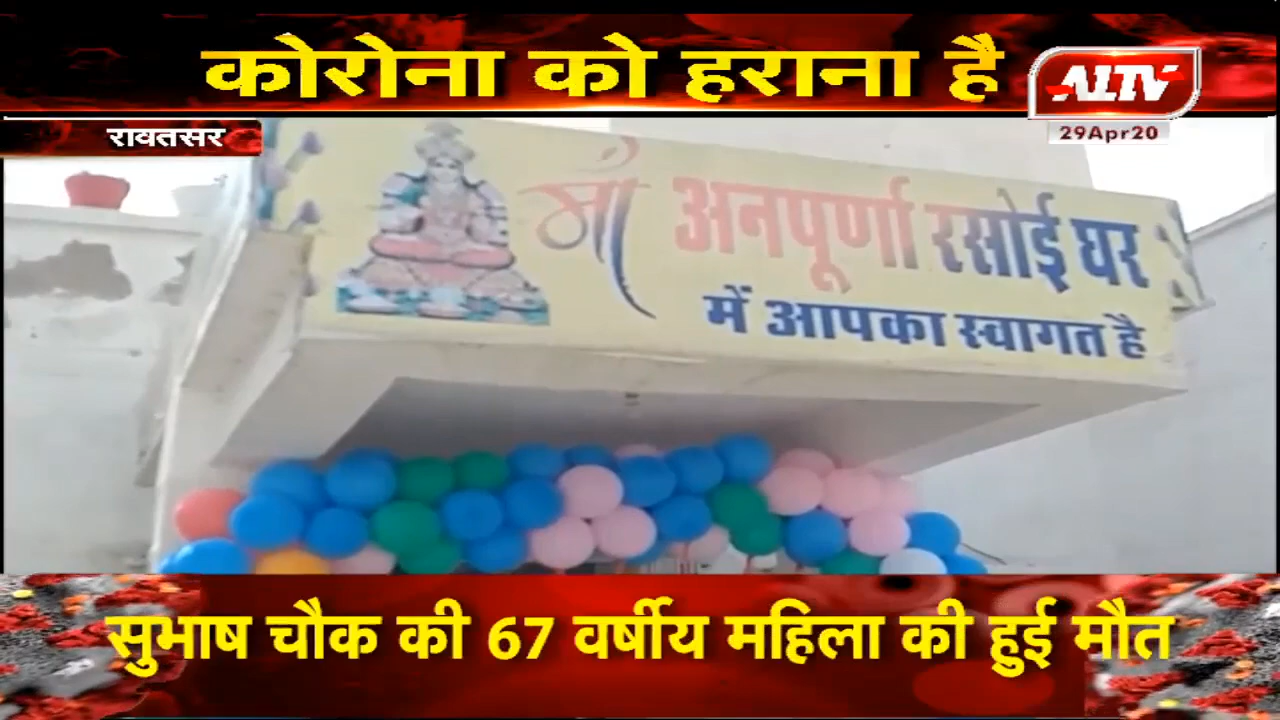 कोरोना को हराना है
ALTV
29Apr20
रावतसर
माँ अनपूर्णा रसोई घर
में आपका स्वागत है
सुभाष चौक की 67 वर्षीय महिला की हुई मौत